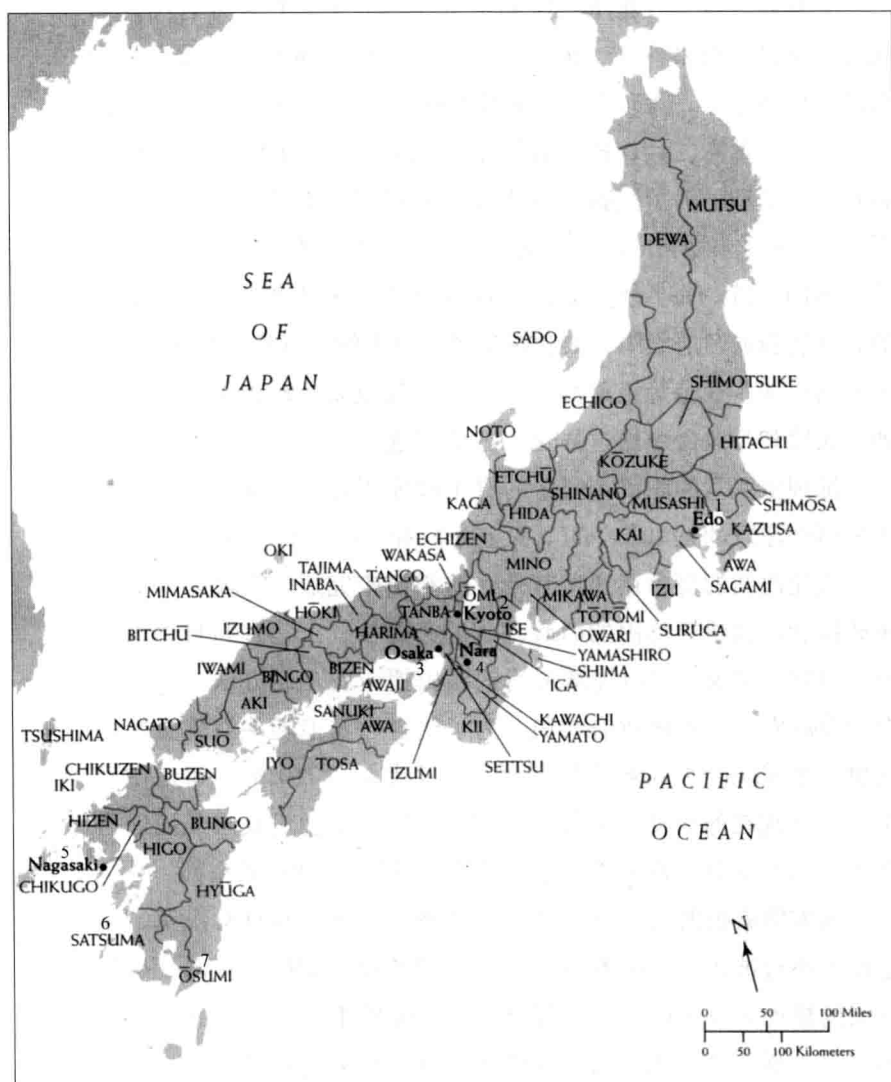 MUTSU
DEWA
SEA
OF
JAPAN
SADO
SHIMOTSUKE
ECHIGO
NOTO
HITACHI
KŌZUKE
ETCHŪ
SHINANO
MUSASHI
1
SHIMŌSA
KAGA
HIDA
Edo
KAZUSA
ECHIZEN
KAI
OKI
WAKASA
MINO
AWA
TAJIMA
TANGO
SAGAMI
INABA
ŌMI
MIKAWA
IZU
MIMASAKA
HŌKI
TANBA
Kyoto
2
TŌTŌMI
IZUMO
HARIMA
ISE
OWARI
SURUGA
BITCHŪ
YAMASHIRO
Osaka
Nara
IWAMI
BINGO
BIZEN
3
4
SHIMA
IGA
AKI
AWAJI
SANUKI
KAWACHI
NAGATO
KII
YAMATO
TSUSHIMA
SUŌ
AWA
IYO
TOSA
IZUMI
SETTSU
CHIKUZEN
BUZEN
IKI
PACIFIC
HIZEN
BUNGO
OCEAN
HIGO
5
Nagasaki
CHIKUGO
HYŪGA
6
SATSUMA
7
ŌSUMI
N
0 50 100 Miles
0 50 100 Kilometers